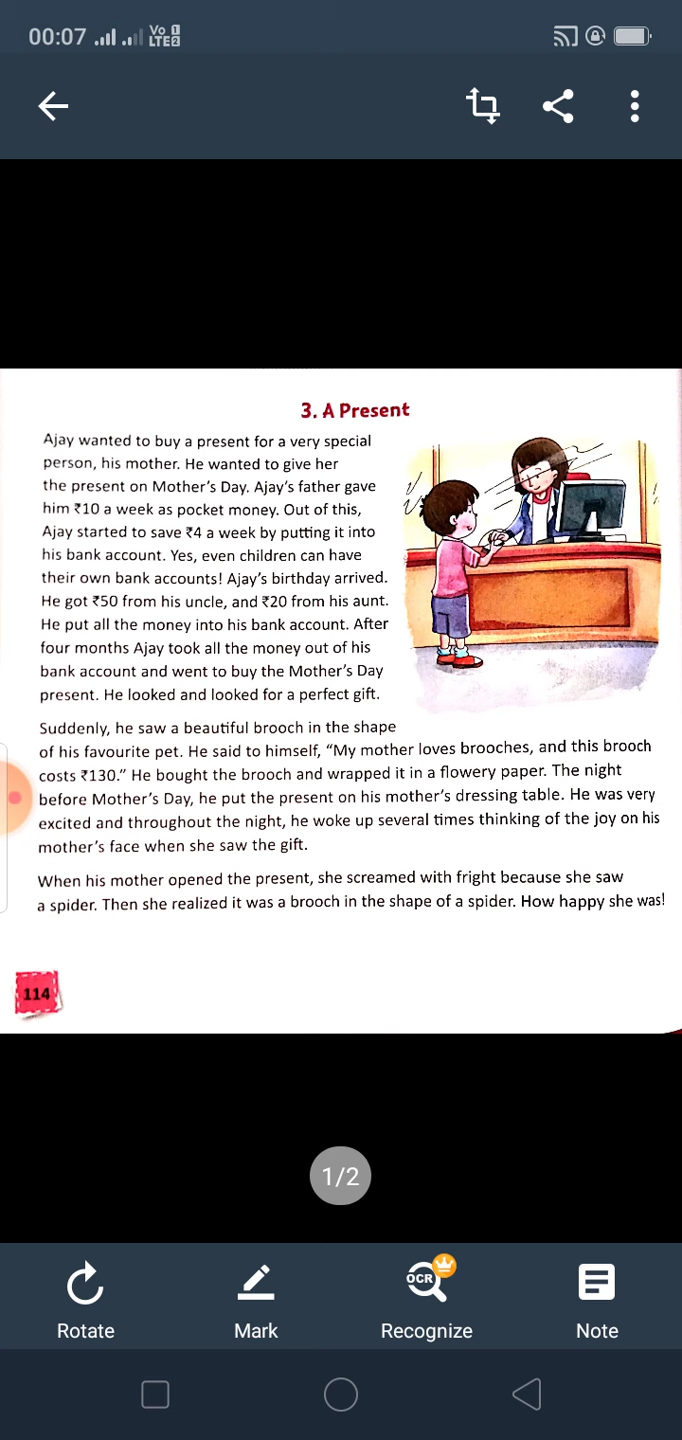 00:07 Vo 1 LTE2
3. A Present
Ajay wanted to buy a present for a very special
person, his mother. He wanted to give her
the present on Mother's Day. Ajay's father gave
him ₹10 a week as pocket money. Out of this,
Ajay started to save ₹4 a week by putting it into
his bank account. Yes, even children can have
their own bank accounts! Ajay's birthday arrived.
He got ₹50 from his uncle, and ₹20 from his aunt.
He put all the money into his bank account. After
four months Ajay took all the money out of his
bank account and went to buy the Mother's Day
present. He looked and looked for a perfect gift.
Suddenly, he saw a beautiful brooch in the shape
of his favourite pet. He said to himself, “My mother loves brooches, and this brooch
costs ₹130.” He bought the brooch and wrapped it in a flowery paper. The night
before Mother's Day, he put the present on his mother's dressing table. He was very
excited and throughout the night, he woke up several times thinking of the joy on his
mother's face when she saw the gift.
When his mother opened the present, she screamed with fright because she saw
a spider. Then she realized it was a brooch in the shape of a spider. How happy she was!
114
1/2
OCR
Rotate Mark Recognize Note